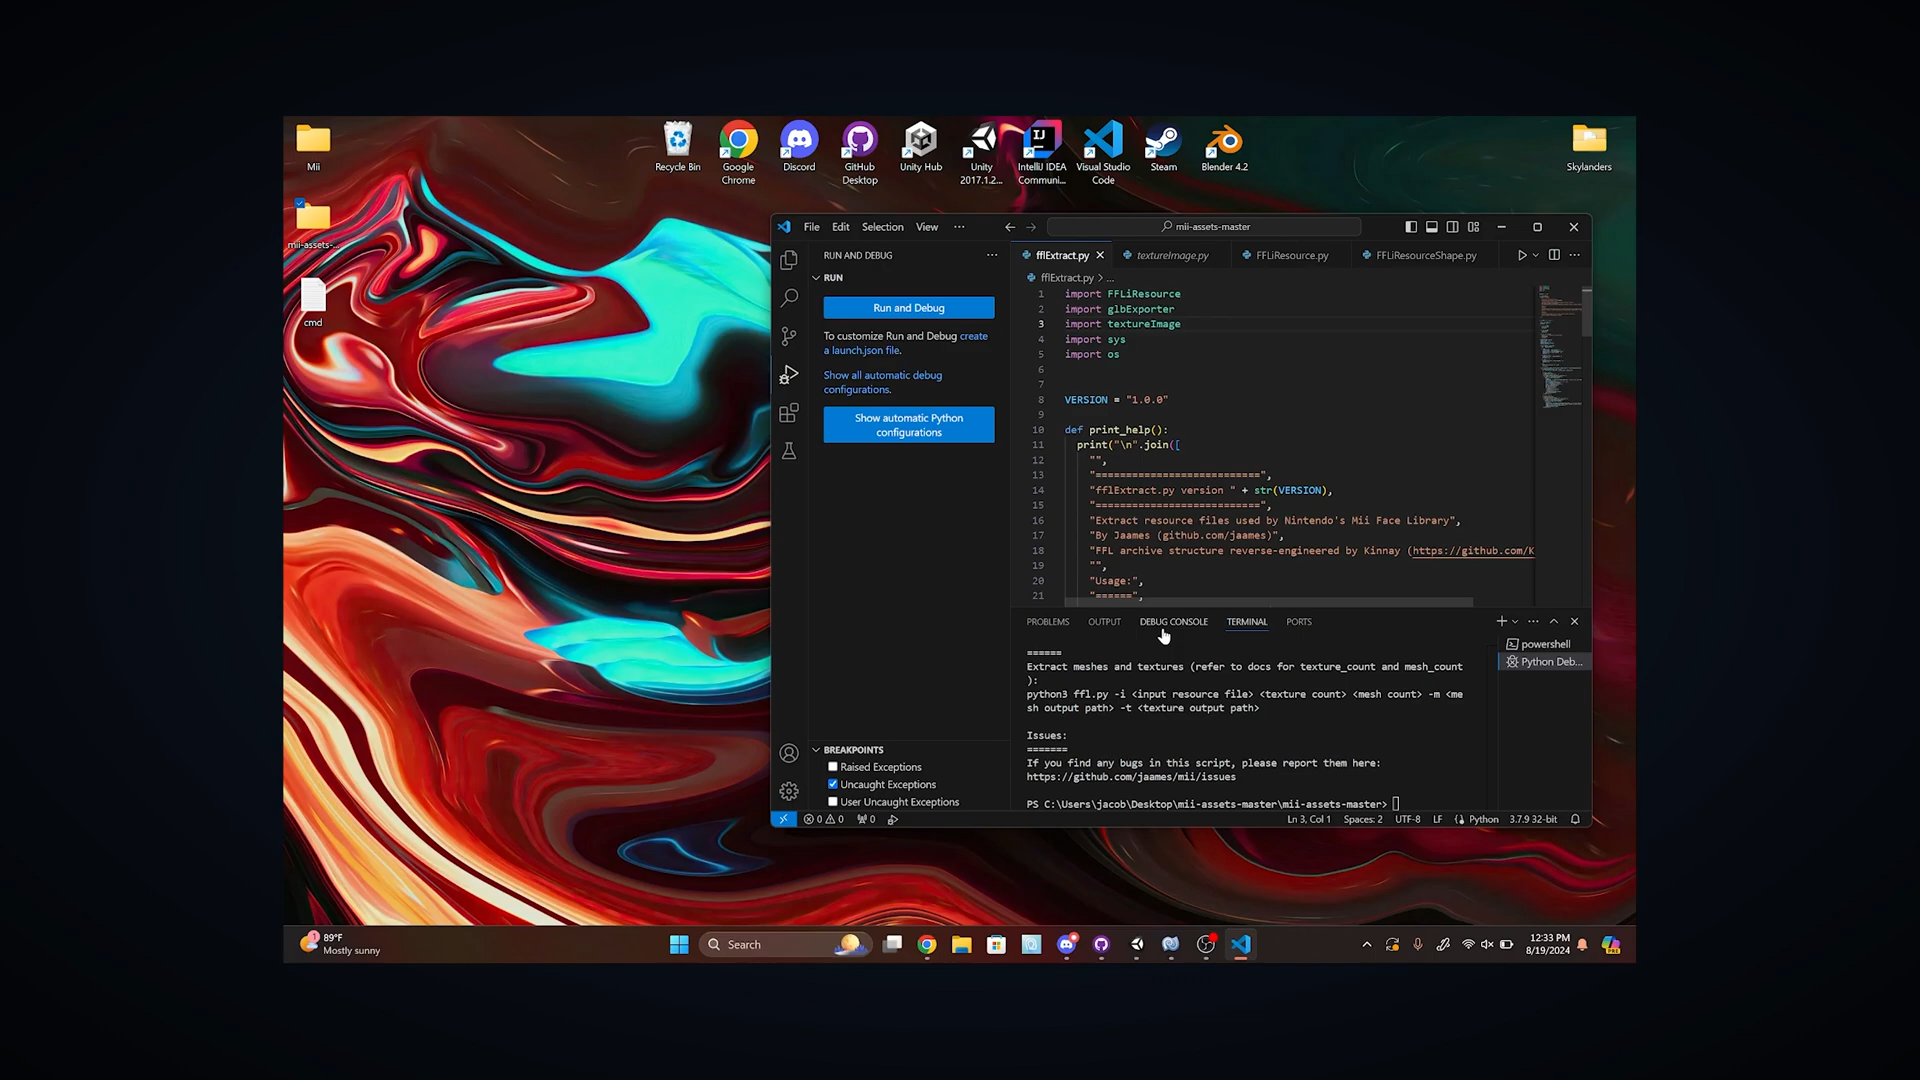 Mii
mii-assets-...
cmd
Recycle Bin
Google
Chrome
Discord
GitHub
Desktop
Unity Hub
Unity
2017.1.2...
IntelliJ IDEA
Communi...
Visual Studio
Code
Steam
Blender 4.2
Skylanders
File Edit Selection View ... mii-assets-master
RUN AND DEBUG ...
RUN
Run and Debug
To customize Run and Debug create
a launch.json file.
Show all automatic debug
configurations.
Show automatic Python
configurations
BREAKPOINTS
Raised Exceptions
Uncaught Exceptions
User Uncaught Exceptions
fflExtract.py textureImage.py FFLiResource.py FFLiResourceShape.py
fflExtract.py > ...
1 import FFLiResource
2 import glbExporter
3 import textureImage
4 import sys
5 import os
6
7
8 VERSION = "1.0.0"
9
10 def print_help():
11 print("\n".join([
12 "",
13 "===========================",
14 "fflExtract.py version " + str(VERSION),
15 "===========================",
16 "Extract resource files used by Nintendo's Mii Face Library",
17 "By Jaames (github.com/jaames)",
18 "FFL archive structure reverse-engineered by Kinnay (https://github.com/K
19 "",
20 "Usage:",
21 "======",
PROBLEMS OUTPUT DEBUG CONSOLE TERMINAL PORTS
powershell
Python Deb...
======
Extract meshes and textures (refer to docs for texture_count and mesh_count
):
python3 ffl.py -i <input resource file> <texture count> <mesh count> -m <me
sh output path> -t <texture output path>
Issues:
=======
If you find any bugs in this script, please report them here:
https://github.com/jaames/mii/issues
PS C:\Users\jacob\Desktop\mii-assets-master\mii-assets-master>
0 0 0 Ln 3, Col 1 Spaces: 2 UTF-8 LF Python 3.7.9 32-bit
1
89°F
Mostly sunny
Search
12:33 PM
8/19/2024